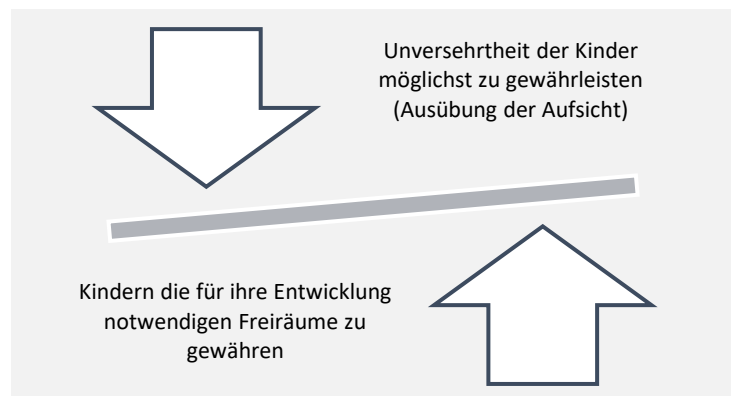 Unversehrtheit der Kinder
möglichst zu gewährleisten
(Ausübung der Aufsicht)
Kindern die für ihre Entwicklung
notwendigen Freiräume zu
gewähren